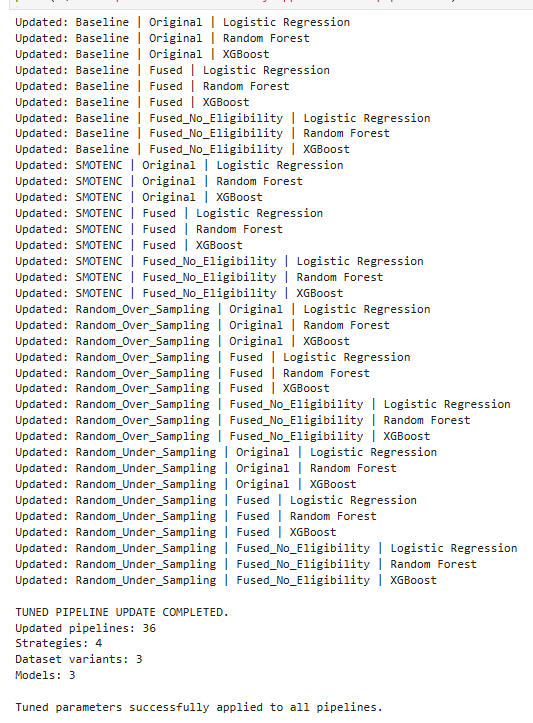 Updated: Baseline | Original | Logistic Regression
Updated: Baseline | Original | Random Forest
Updated: Baseline | Original | XGBoost
Updated: Baseline | Fused | Logistic Regression
Updated: Baseline | Fused | Random Forest
Updated: Baseline | Fused | XGBoost
Updated: Baseline | Fused_No_Eligibility | Logistic Regression
Updated: Baseline | Fused_No_Eligibility | Random Forest
Updated: Baseline | Fused_No_Eligibility | XGBoost
Updated: SMOTENC | Original | Logistic Regression
Updated: SMOTENC | Original | Random Forest
Updated: SMOTENC | Original | XGBoost
Updated: SMOTENC | Fused | Logistic Regression
Updated: SMOTENC | Fused | Random Forest
Updated: SMOTENC | Fused | XGBoost
Updated: SMOTENC | Fused_No_Eligibility | Logistic Regression
Updated: SMOTENC | Fused_No_Eligibility | Random Forest
Updated: SMOTENC | Fused_No_Eligibility | XGBoost
Updated: Random_Over_Sampling | Original | Logistic Regression
Updated: Random_Over_Sampling | Original | Random Forest
Updated: Random_Over_Sampling | Original | XGBoost
Updated: Random_Over_Sampling | Fused | Logistic Regression
Updated: Random_Over_Sampling | Fused | Random Forest
Updated: Random_Over_Sampling | Fused | XGBoost
Updated: Random_Over_Sampling | Fused_No_Eligibility | Logistic Regression
Updated: Random_Over_Sampling | Fused_No_Eligibility | Random Forest
Updated: Random_Over_Sampling | Fused_No_Eligibility | XGBoost
Updated: Random_Under_Sampling | Original | Logistic Regression
Updated: Random_Under_Sampling | Original | Random Forest
Updated: Random_Under_Sampling | Original | XGBoost
Updated: Random_Under_Sampling | Fused | Logistic Regression
Updated: Random_Under_Sampling | Fused | Random Forest
Updated: Random_Under_Sampling | Fused | XGBoost
Updated: Random_Under_Sampling | Fused_No_Eligibility | Logistic Regression
Updated: Random_Under_Sampling | Fused_No_Eligibility | Random Forest
Updated: Random_Under_Sampling | Fused_No_Eligibility | XGBoost
TUNED PIPELINE UPDATE COMPLETED.
Updated pipelines: 36
Strategies: 4
Dataset variants: 3
Models: 3
Tuned parameters successfully applied to all pipelines.